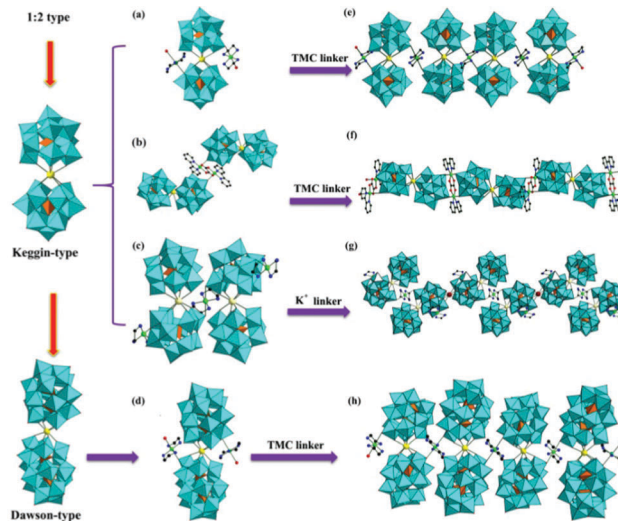 1:2 type
(a)
(e)
TMC linker
(b)
(f)
TMC linker
Keggin-type
(c)
(g)
K+ linker
(d)
(h)
TMC linker
Dawson-type